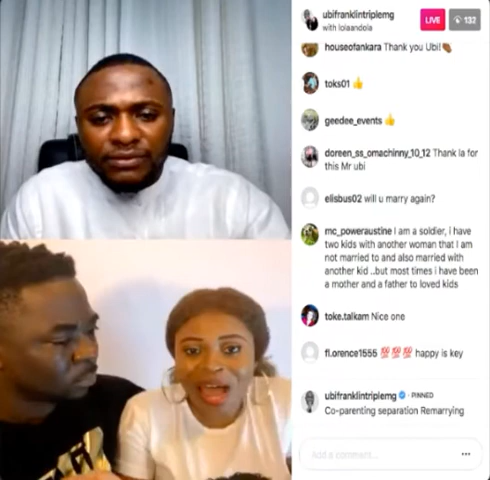 ubifranklintriplemg
with lolaandola
LIVE
132
houseofankara Thank you Ubi!
toks01 👍
geedee_events 👍
doreen_ss_omachinny_10_12 Thank la for
this Mr ubi
elisbus02 will u marry again?
mc_poweraustine I am a soldier, i have
two kids with another woman that I am
not married to and also married with
another kid ..but most times i have been
a mother and a father to loved kids
toke.talkam Nice one
fl.orence1555 💯💯💯 happy is key
ubifranklintriplemg · PINNED
Co-parenting separation Remarrying
Add a comment...